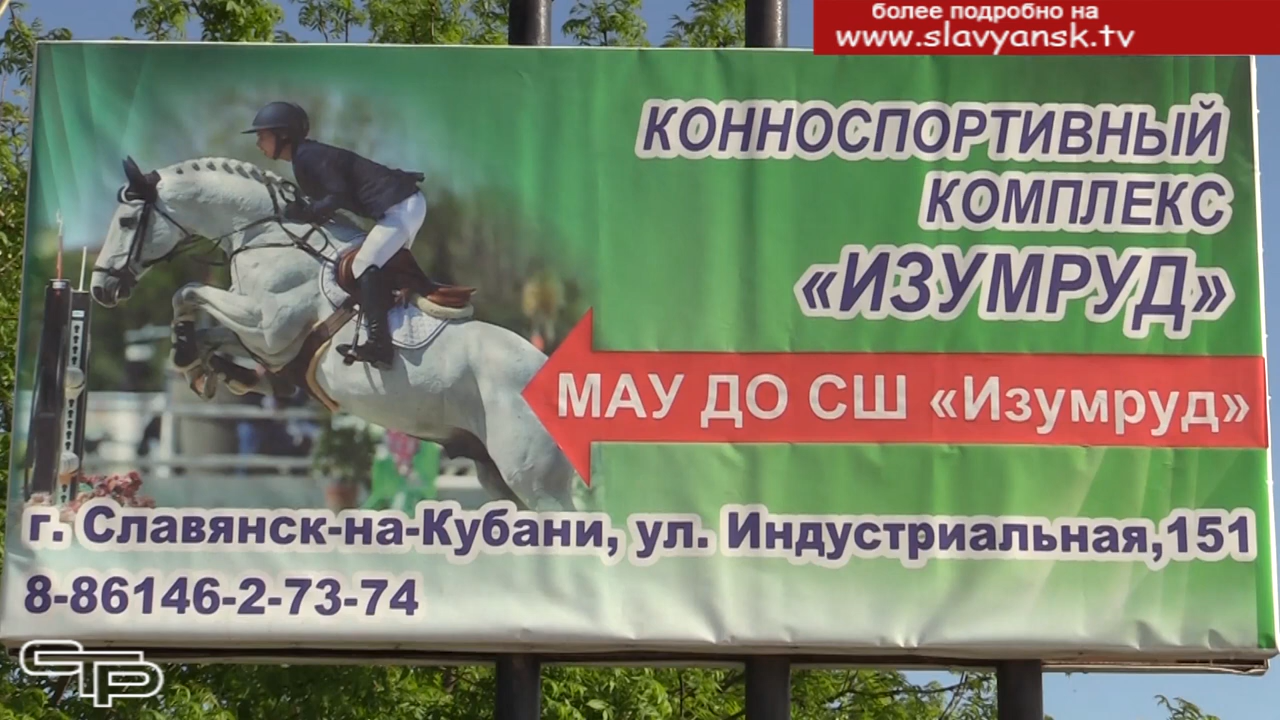 более подробно на
www.slavyansk.tv
КОННОСПОРТИВНЫЙ
КОМПЛЕКС
«ИЗУМРУД»
МАУ ДО СШ «Изумруд»
г. Славянск-на-Кубани, ул. Индустриальная,151
8-86146-2-73-74
СТР